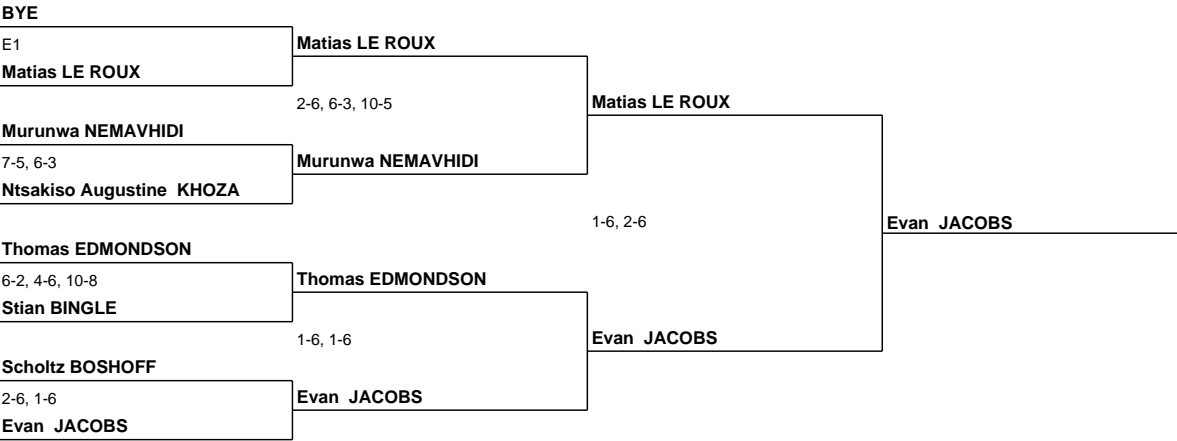 BYE
E1
Matias LE ROUX
Matias LE ROUX
2-6, 6-3, 10-5
Matias LE ROUX
Murunwa NEMAVHIDI
7-5, 6-3
Murunwa NEMAVHIDI
Ntsakiso Augustine KHOZA
1-6, 2-6
Evan JACOBS
Thomas EDMONDSON
6-2, 4-6, 10-8
Thomas EDMONDSON
Stian BINGLE
1-6, 1-6
Evan JACOBS
Scholtz BOSHOFF
2-6, 1-6
Evan JACOBS
Evan JACOBS